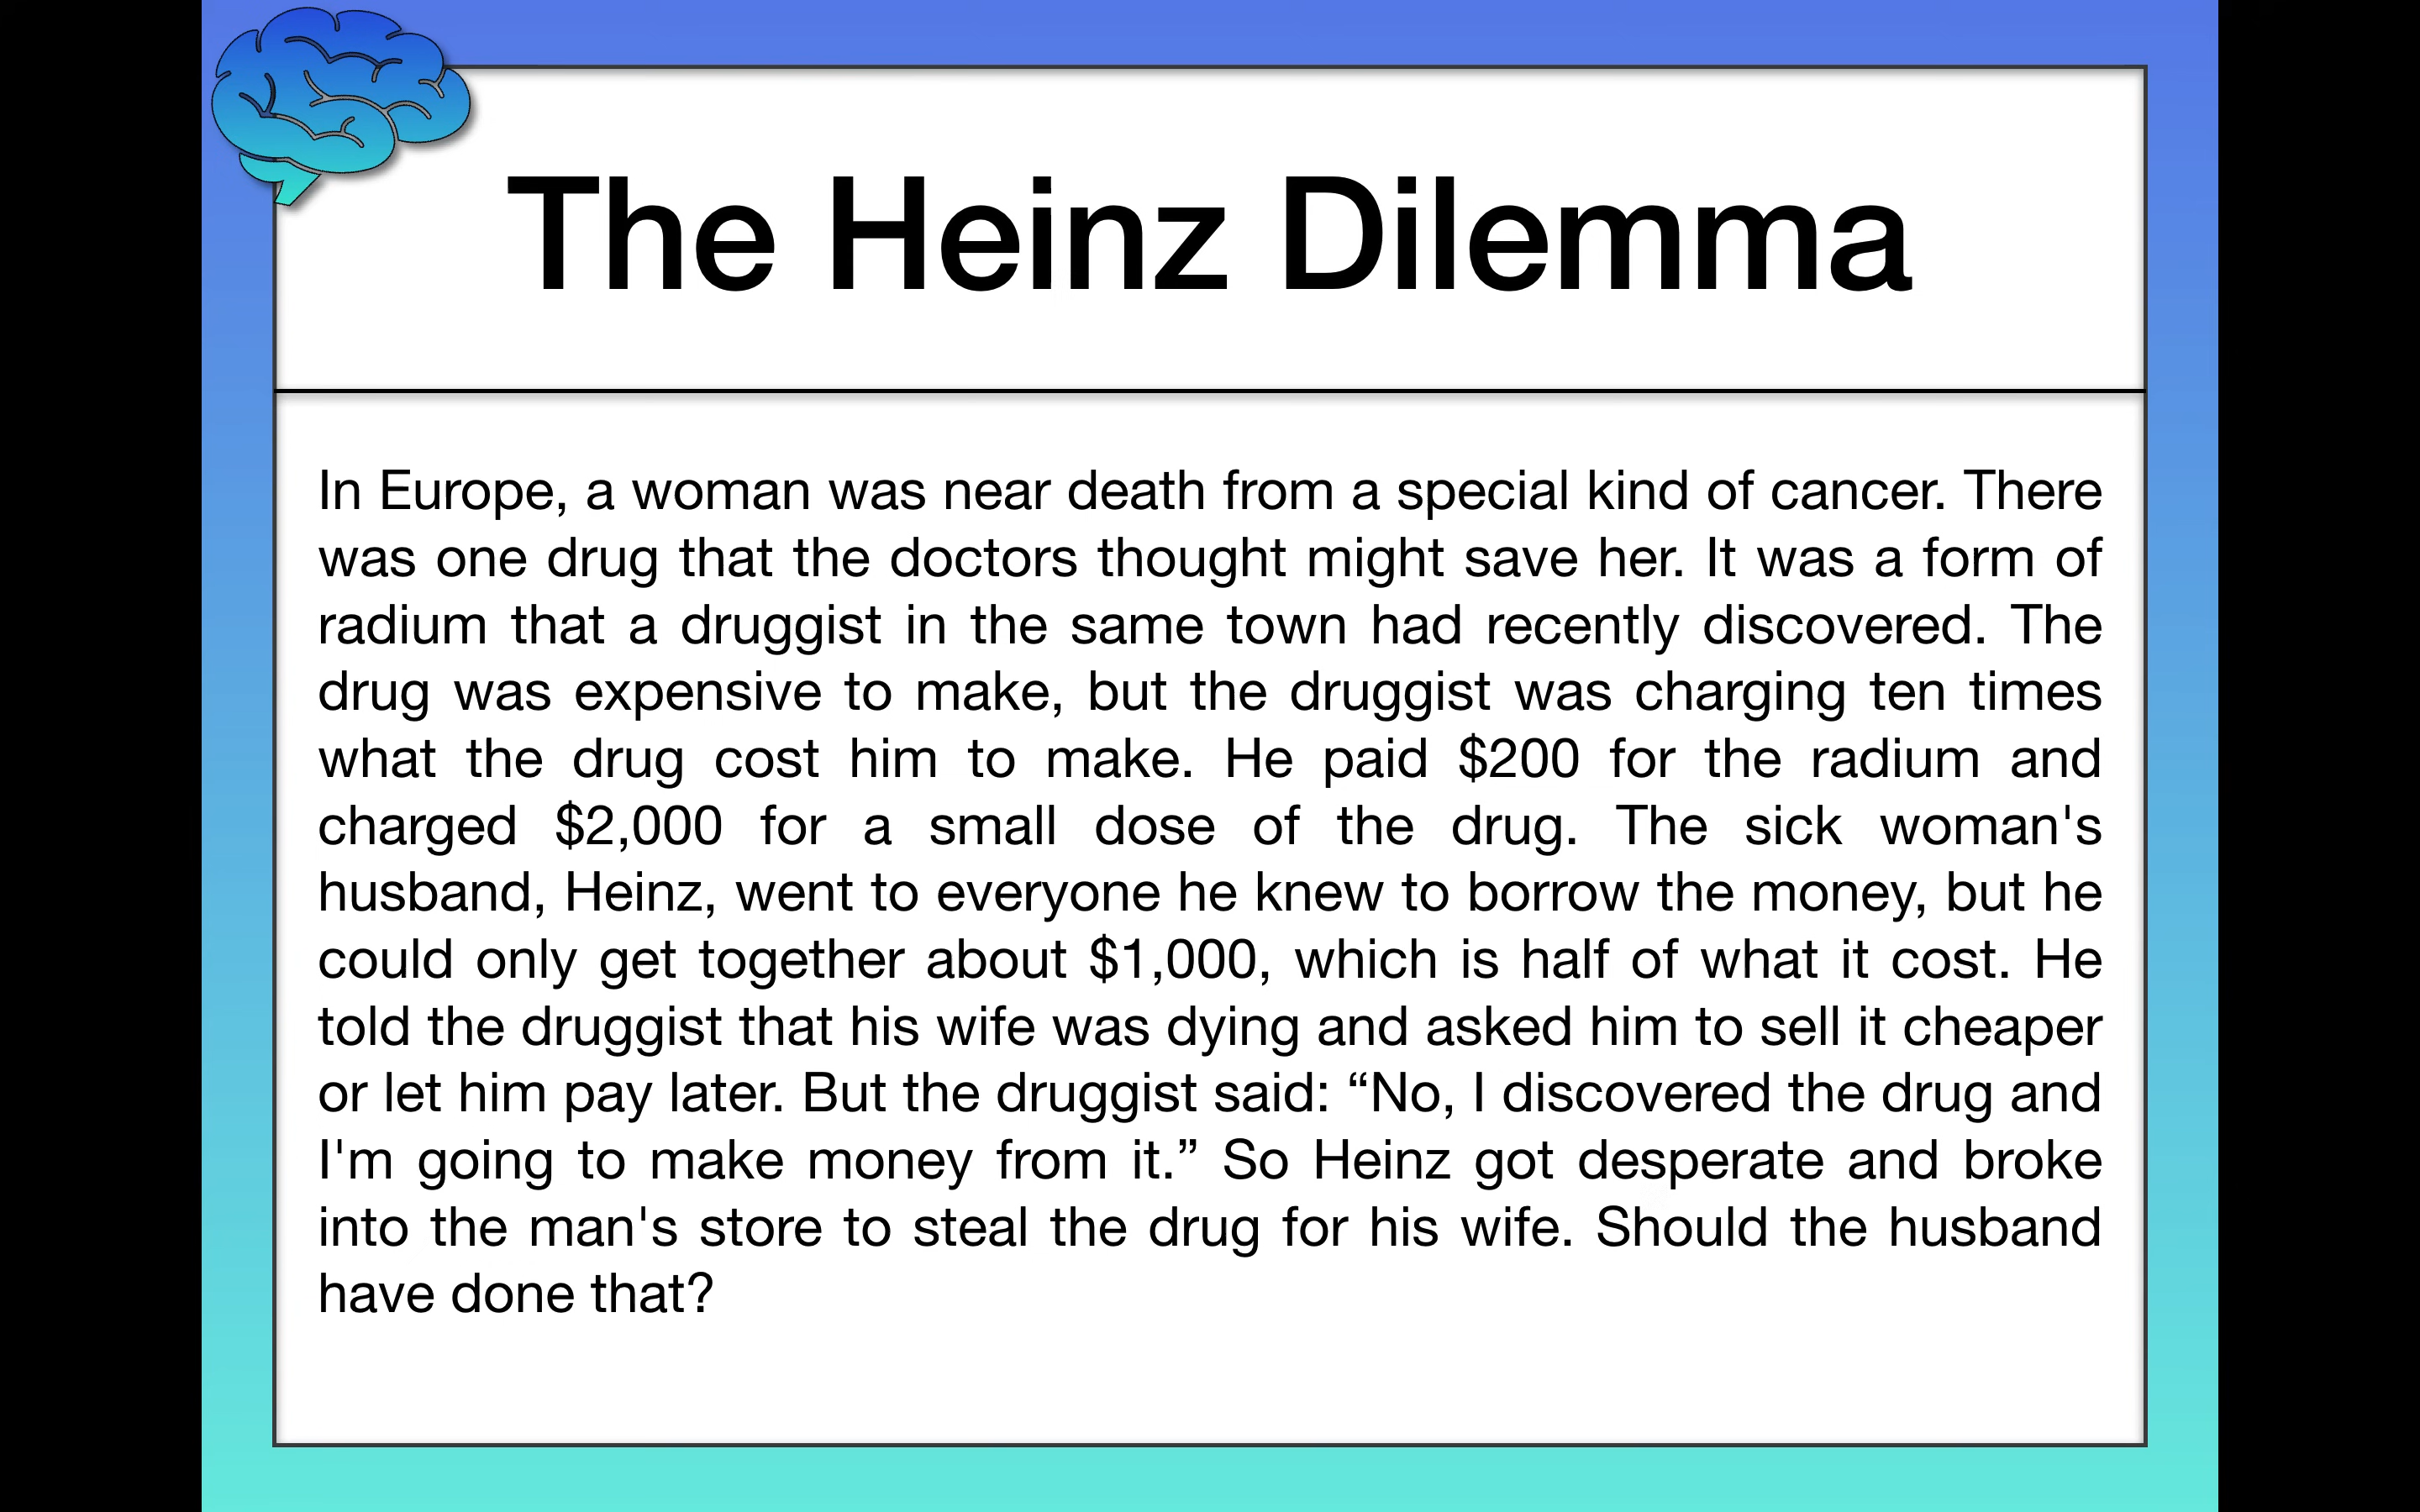 The Heinz Dilemma
In Europe, a woman was near death from a special kind of cancer. There
was one drug that the doctors thought might save her. It was a form of
radium that a druggist in the same town had recently discovered. The
drug was expensive to make, but the druggist was charging ten times
what the drug cost him to make. He paid $200 for the radium and
charged $2,000 for a small dose of the drug. The sick woman's
husband, Heinz, went to everyone he knew to borrow the money, but he
could only get together about $1,000, which is half of what it cost. He
told the druggist that his wife was dying and asked him to sell it cheaper
or let him pay later. But the druggist said: “No, I discovered the drug and
I'm going to make money from it.” So Heinz got desperate and broke
into the man's store to steal the drug for his wife. Should the husband
have done that?